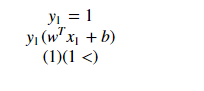 y₁ = 1
y₁ (wᵀx₁ + b)
(1)(1 <)